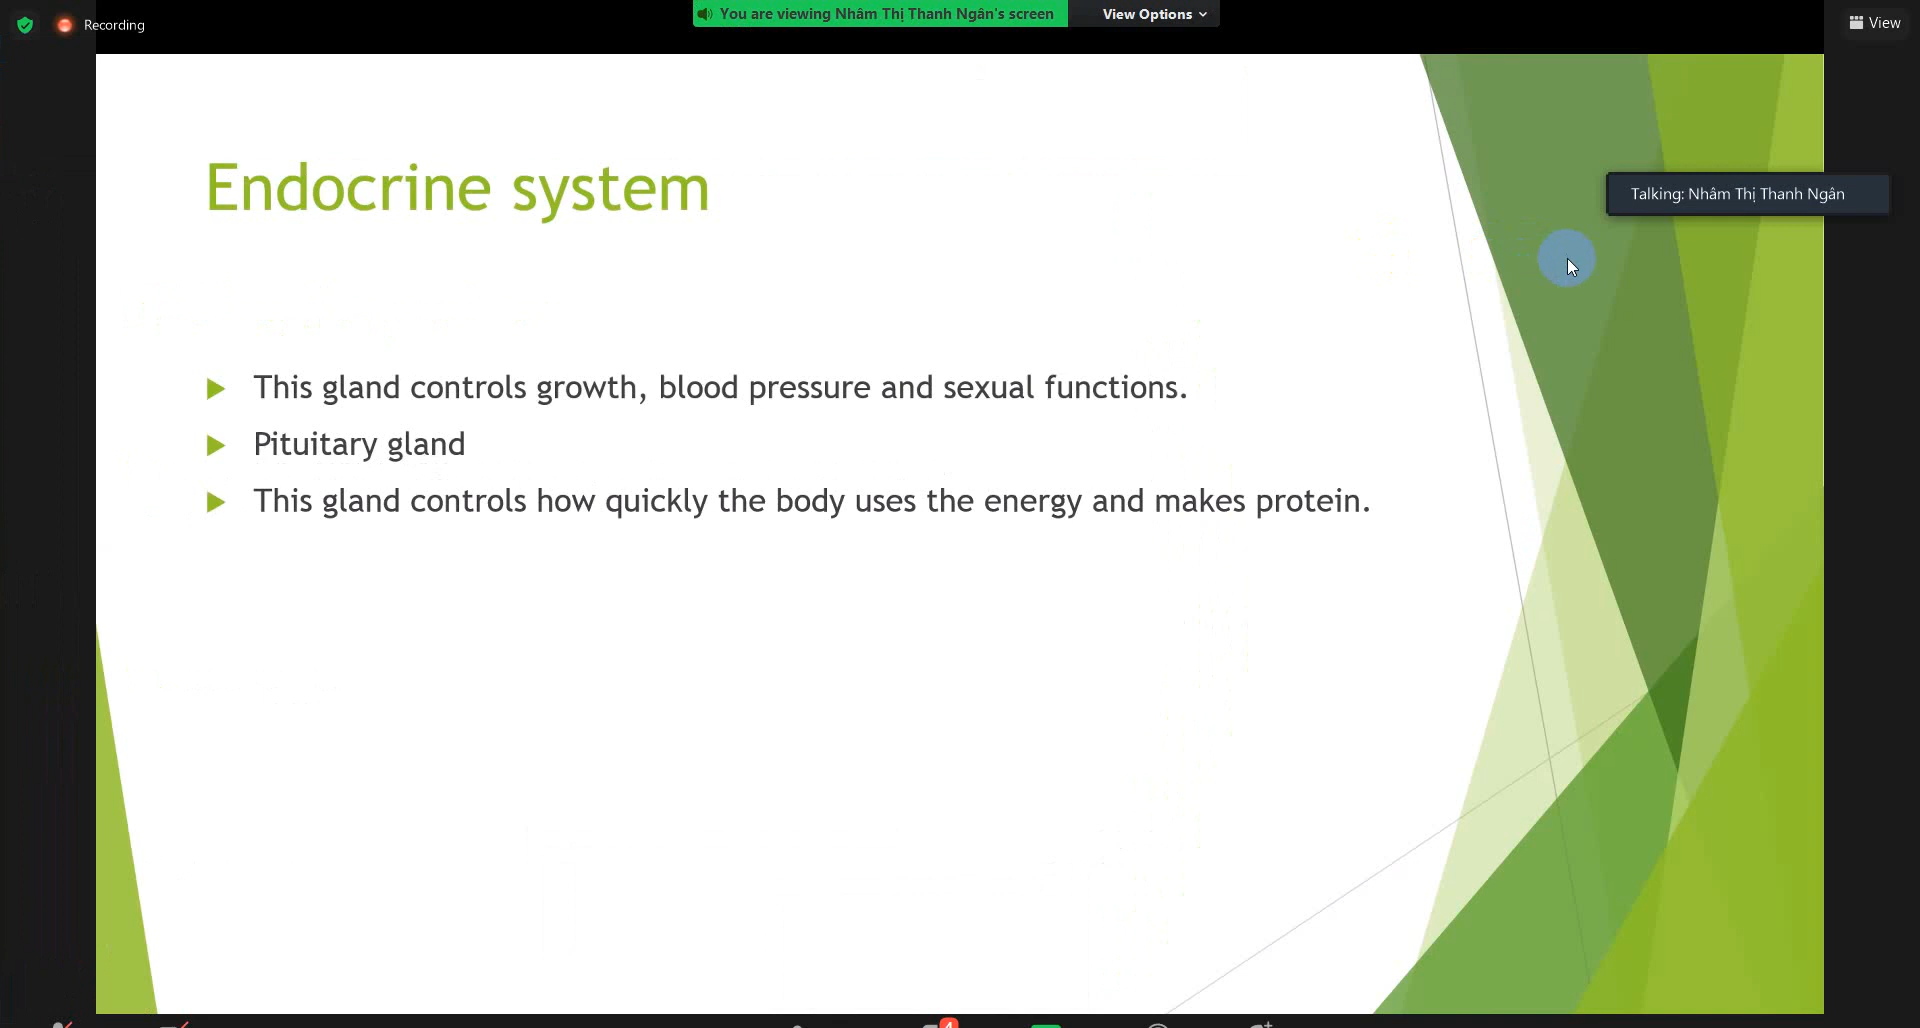 Recording
You are viewing Nhâm Thị Thanh Ngân's screen
View Options
View
Endocrine system
Talking: Nhâm Thị Thanh Ngân
This gland controls growth, blood pressure and sexual functions.
Pituitary gland
This gland controls how quickly the body uses the energy and makes protein.
4